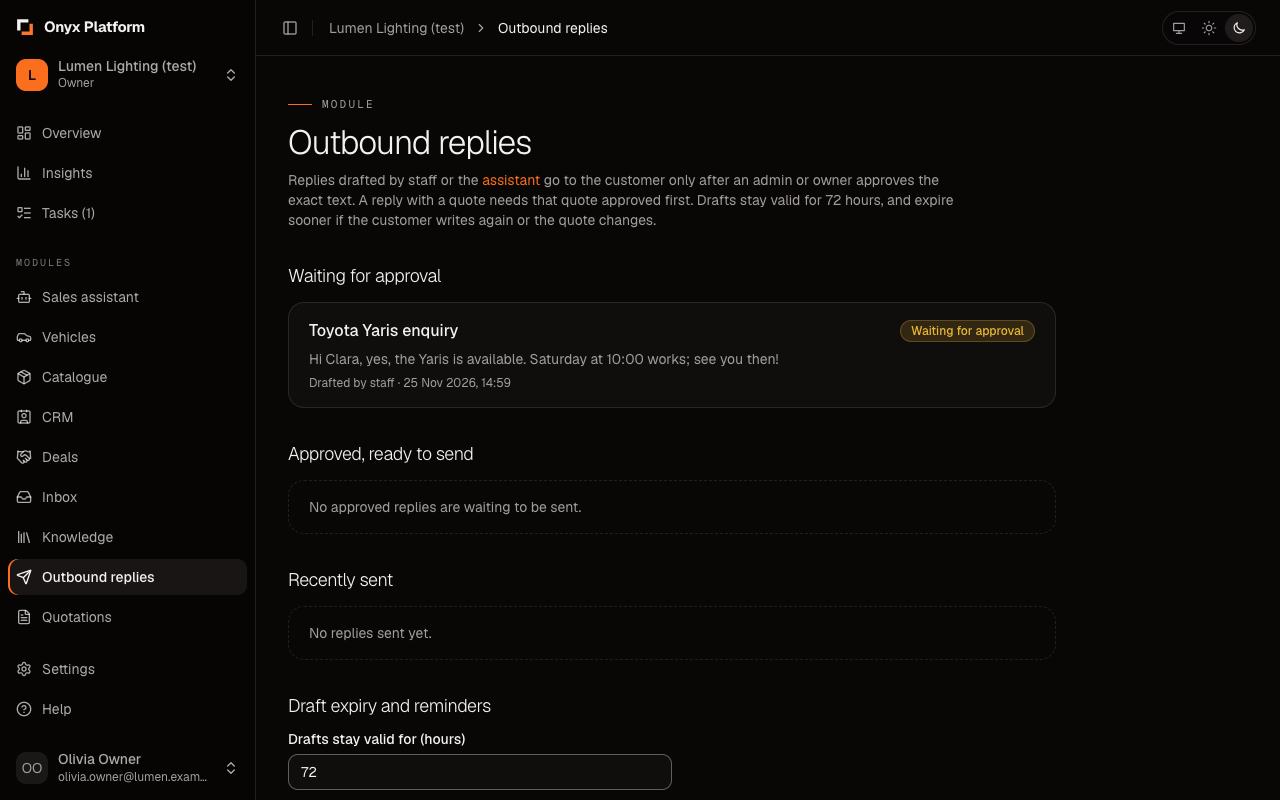 Onyx Platform
L
Lumen Lighting (test)
Owner
Overview
Insights
Tasks (1)
MODULES
Sales assistant
Vehicles
Catalogue
CRM
Deals
Inbox
Knowledge
Outbound replies
Quotations
Settings
Help
OO
Olivia Owner
olivia.owner@lumen.exam…
Lumen Lighting (test)
Outbound replies
MODULE
Outbound replies
Replies drafted by staff or the assistant go to the customer only after an admin or owner approves the
exact text. A reply with a quote needs that quote approved first. Drafts stay valid for 72 hours, and expire
sooner if the customer writes again or the quote changes.
Waiting for approval
Toyota Yaris enquiry
Waiting for approval
Hi Clara, yes, the Yaris is available. Saturday at 10:00 works; see you then!
Drafted by staff · 25 Nov 2026, 14:59
Approved, ready to send
No approved replies are waiting to be sent.
Recently sent
No replies sent yet.
Draft expiry and reminders
Drafts stay valid for (hours)
72